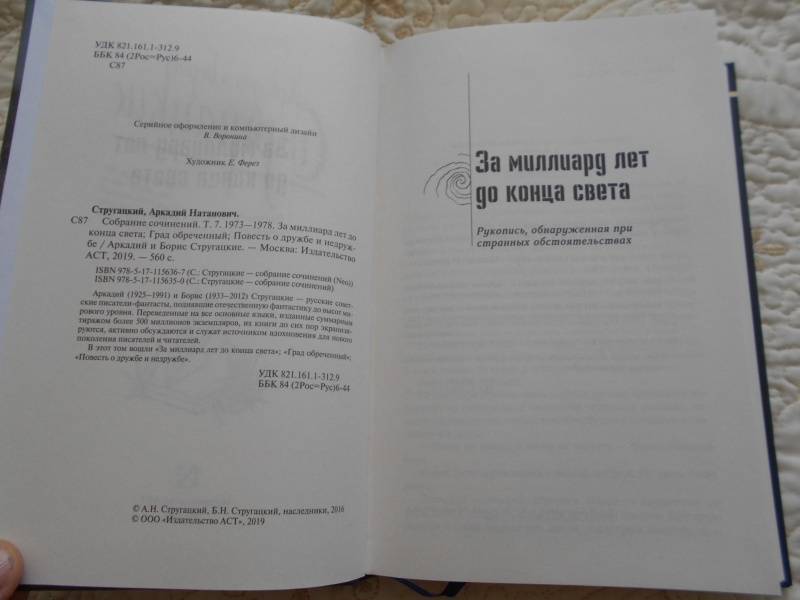 УДК 821.161.1-312.9
ББК 84 (2Рос=Рус)6-44
С87
Серийное оформление и компьютерный дизайн
В. Воронина
Художник Е. Ферез
Стругацкий, Аркадий Натанович.
С87 Собрание сочинений. Т. 7. 1973—1978. За миллиард лет до
конца света; Град обреченный; Повесть о дружбе и недруж-
бе / Аркадий и Борис Стругацкие. — Москва: Издательство
АСТ, 2019. — 560 с.
ISBN 978-5-17-115636-7 (С.: Стругацкие — собрание сочинений (Neo))
ISBN 978-5-17-115635-0 (С.: Стругацкие — собрание сочинений)
Аркадий (1925-1991) и Борис (1933—2012) Стругацкие — русские совет-
ские писатели-фантасты, поднявшие отечественную фантастику до высот ми-
рового уровня. Переведенные на все основные языки, изданные суммарным
тиражом более 500 миллионов экземпляров, их книги до сих пор экранизи-
руются, активно обсуждаются и служат источником вдохновения для нового
поколения писателей и читателей.
В этот том вошли «За миллиард лет до конца света»; «Град обреченный»;
«Повесть о дружбе и недружбе».
УДК 821.161.1-312.9
ББК 84 (2Рос=Рус)6-44
© А.Н. Стругацкий, Б.Н. Стругацкий, наследники, 2016
© ООО «Издательство АСТ», 2019
За миллиард лет
до конца света
Рукопись, обнаруженная при
странных обстоятельствах